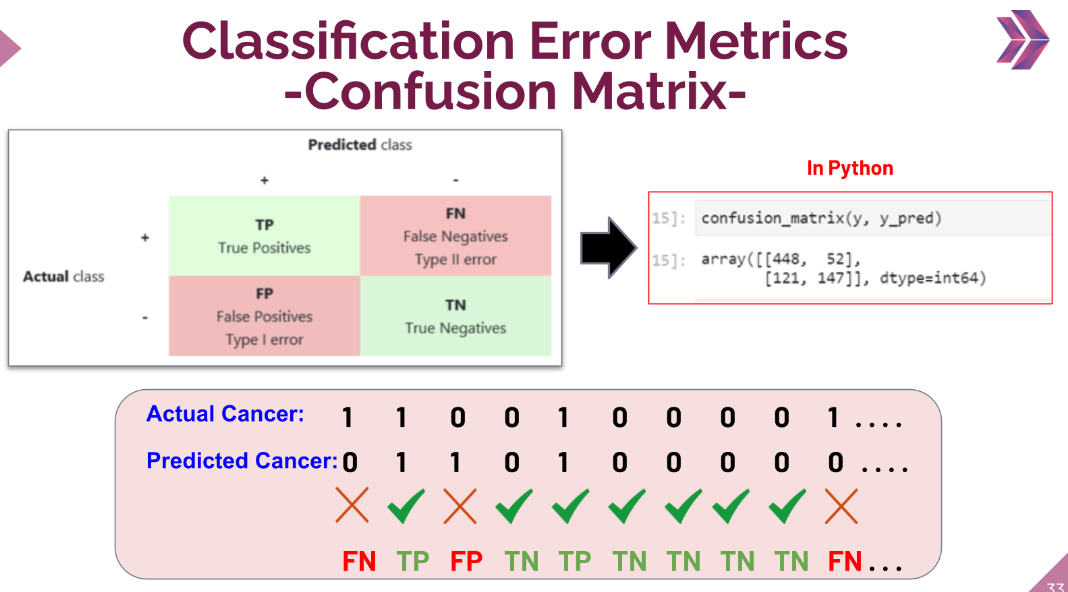 Classification Error Metrics
-Confusion Matrix-
Predicted class
+ -
TP
True Positives
FN
False Negatives
Type II error
+
Actual class
FP
False Positives
Type I error
TN
True Negatives
-
In Python
15]: confusion_matrix(y, y_pred)
15]: array([[448, 52],
[121, 147]], dtype=int64)
Actual Cancer: 1 1 0 0 1 0 0 0 0 1 ....
Predicted Cancer: 0 1 1 0 1 0 0 0 0 0 ....
FN TP FP TN TP TN TN TN TN FN ...
33